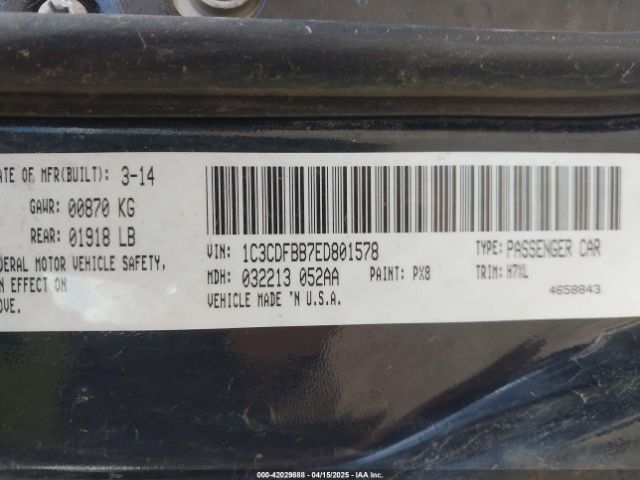 ATE OF MFR(BUILT): 3-14
GAWR: 00870 KG
REAR: 01918 LB
DERAL MOTOR VEHICLE SAFETY,
N EFFECT ON
OVE.
VIN: 1C3CDFBB7ED801578
TYPE: PASSENGER CAR
MDH: 032213 052AA
PAINT: PX8
TRIM: H7XL
VEHICLE MADE 'N U.S.A.
4658843
000-42029888 - 04/15/2025 - IAA Inc.